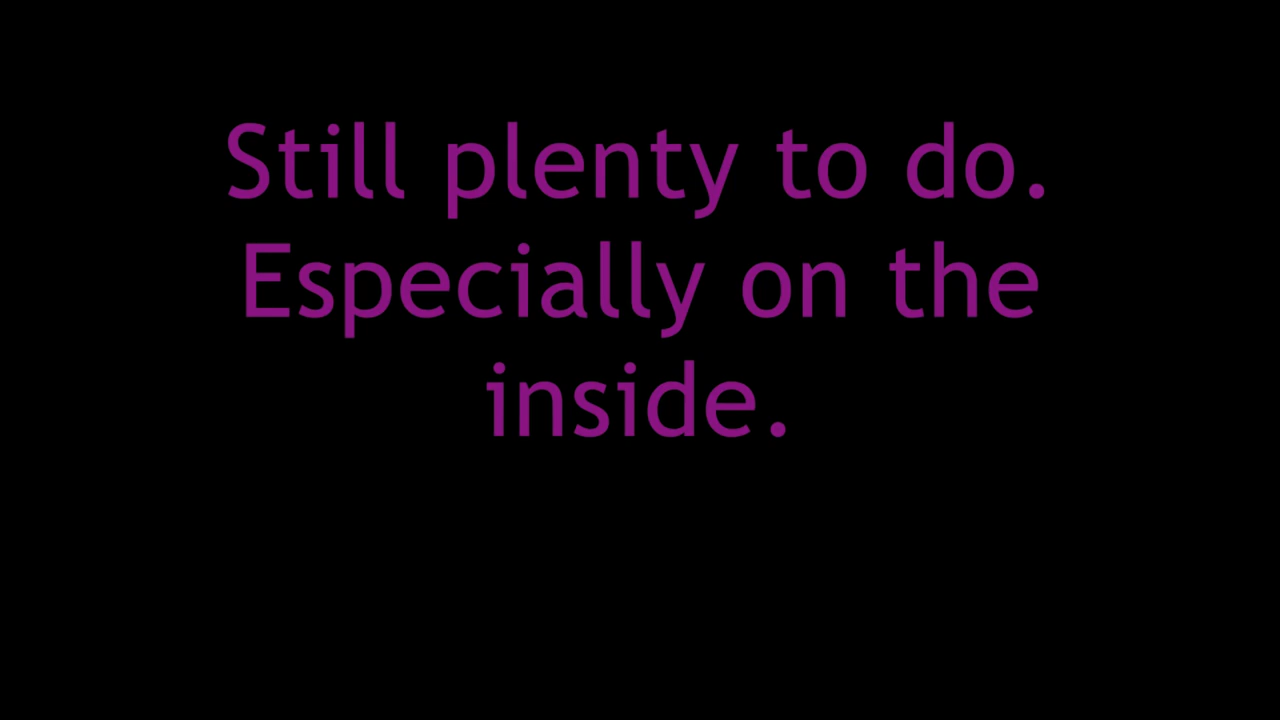 Still plenty to do.
Especially on the
inside.